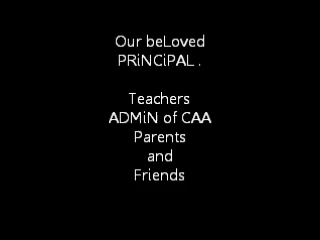 Our beLoved
PRiNCiPAL .
Teachers
ADMiN of CAA
Parents
and
Friends